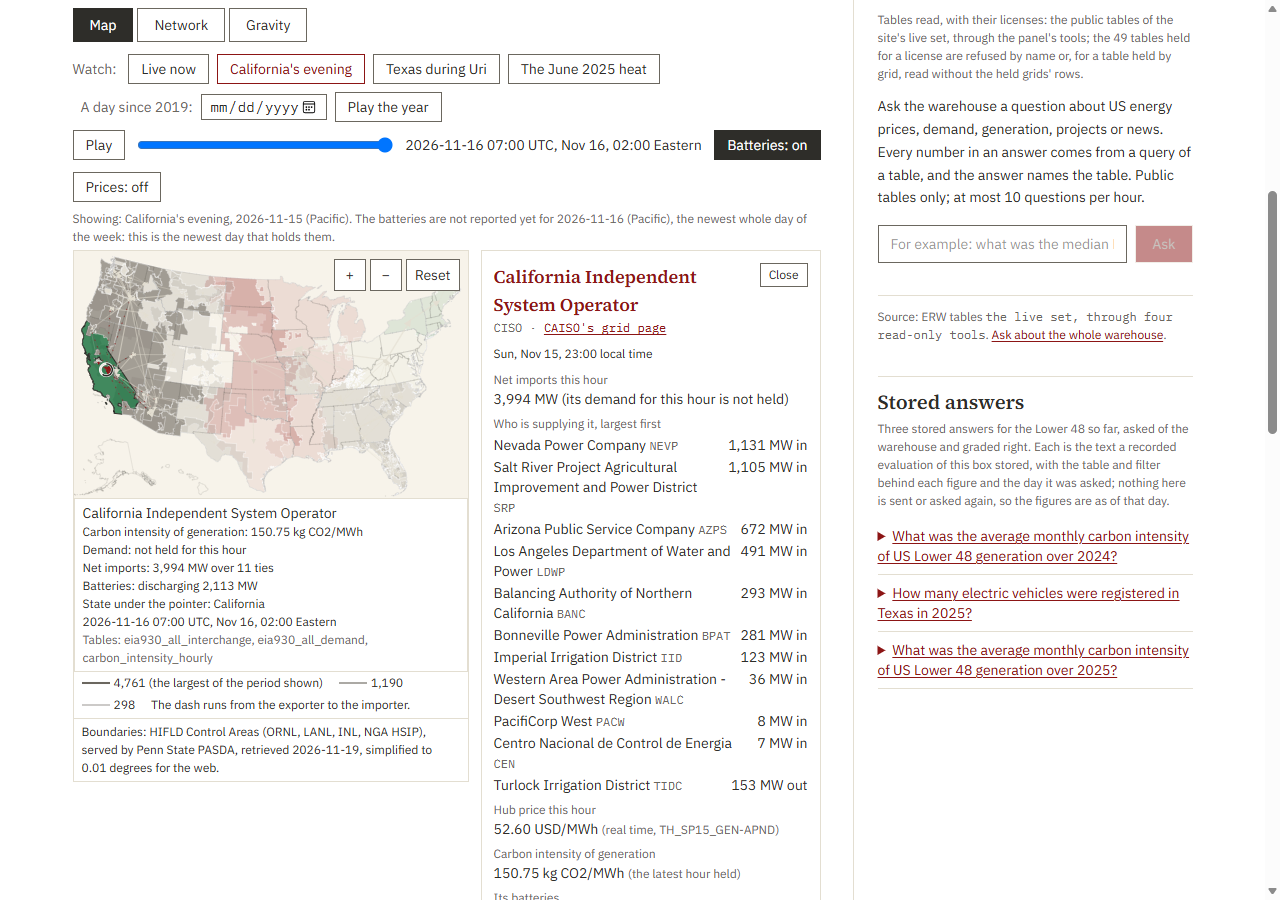 Map
Network
Gravity
Watch:
Live now
California's evening
Texas during Uri
The June 2025 heat
A day since 2019:
mm/dd/yyyy
Play the year
Play
2026-11-16 07:00 UTC, Nov 16, 02:00 Eastern
Batteries: on
Prices: off
Showing: California's evening, 2026-11-15 (Pacific). The batteries are not reported yet for 2026-11-16 (Pacific), the newest whole day of
the week: this is the newest day that holds them.
+
−
Reset
California Independent System Operator
Carbon intensity of generation: 150.75 kg CO2/MWh
Demand: not held for this hour
Net imports: 3,994 MW over 11 ties
Batteries: discharging 2,113 MW
State under the pointer: California
2026-11-16 07:00 UTC, Nov 16, 02:00 Eastern
Tables: eia930_all_interchange, eia930_all_demand,
carbon_intensity_hourly
4,761 (the largest of the period shown)
1,190
298
The dash runs from the exporter to the importer.
Boundaries: HIFLD Control Areas (ORNL, LANL, INL, NGA HSIP),
served by Penn State PASDA, retrieved 2026-11-19, simplified to
0.01 degrees for the web.
California Independent
System Operator
Close
CISO · CAISO's grid page
Sun, Nov 15, 23:00 local time
Net imports this hour
3,994 MW (its demand for this hour is not held)
Who is supplying it, largest first
Nevada Power Company NEVP 1,131 MW in
Salt River Project Agricultural 1,105 MW in
Improvement and Power District
SRP
Arizona Public Service Company AZPS 672 MW in
Los Angeles Department of Water and 491 MW in
Power LDWP
Balancing Authority of Northern 293 MW in
California BANC
Bonneville Power Administration BPAT 281 MW in
Imperial Irrigation District IID 123 MW in
Western Area Power Administration - 36 MW in
Desert Southwest Region WALC
PacifiCorp West PACW 8 MW in
Centro Nacional de Control de Energia 7 MW in
CEN
Turlock Irrigation District TIDC 153 MW out
Hub price this hour
52.60 USD/MWh (real time, TH_SP15_GEN-APND)
Carbon intensity of generation
150.75 kg CO2/MWh (the latest hour held)
Its batteries
Tables read, with their licenses: the public tables of the
site's live set, through the panel's tools; the 49 tables held
for a license are refused by name or, for a table held by
grid, read without the held grids' rows.
Ask the warehouse a question about US energy
prices, demand, generation, projects or news.
Every number in an answer comes from a query of
a table, and the answer names the table. Public
tables only; at most 10 questions per hour.
For example: what was the median
Ask
Source: ERW tables the live set, through four
read-only tools. Ask about the whole warehouse.
Stored answers
Three stored answers for the Lower 48 so far, asked of the
warehouse and graded right. Each is the text a recorded
evaluation of this box stored, with the table and filter
behind each figure and the day it was asked; nothing here
is sent or asked again, so the figures are as of that day.
What was the average monthly carbon intensity
of US Lower 48 generation over 2024?
How many electric vehicles were registered in
Texas in 2025?
What was the average monthly carbon intensity
of US Lower 48 generation over 2025?